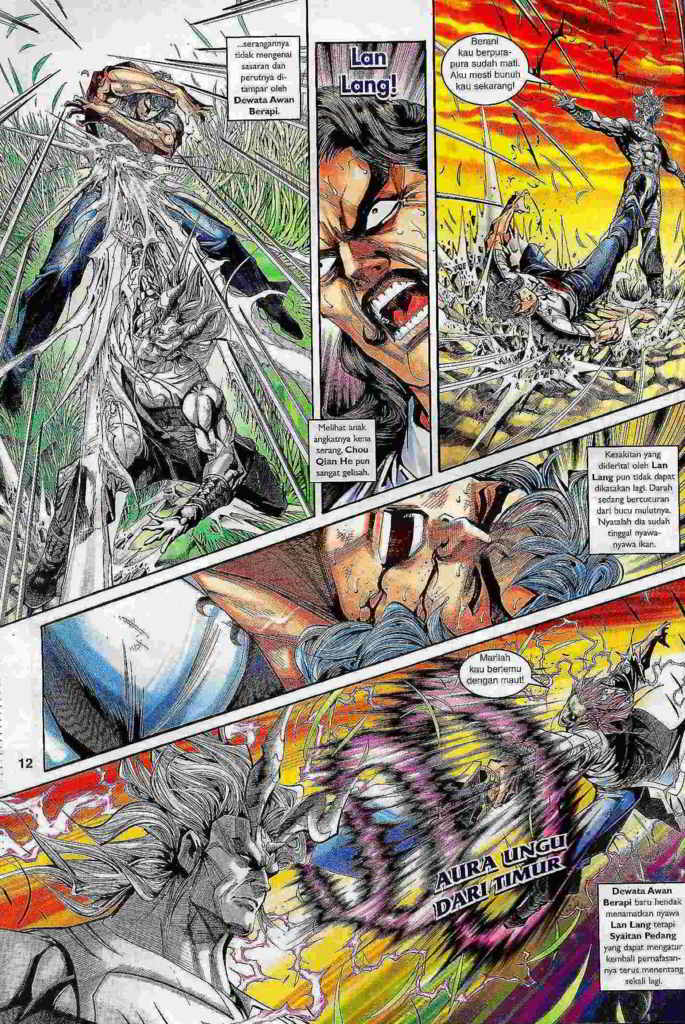 ...serangannya
tidak mengenai
sasaran dan
perutnya di-
tampar oleh
Dewata Awan
Berapi.
Lan
Lang!
Melihat anak
angkatnya kena
serang, Chou
Qian He pun
sangat gelisah.
Berani
kau berpura-
pura sudah mati.
Aku mesti bunuh
kau sekarang!
Kesakitan yang
diderital oleh Lan
Lang pun tidak dapat
dikatakan lagi. Darah
sedang bercucuran
dari bucu mulutnya.
Nyatalah dia sudah
tinggal nyawa-
nyawa ikan.
Marilah
kau bertemu
dengan maut!
AURA UNGU
DARI TIMUR
Dewata Awan
Berapi baru hendak
menamatkan nyawa
Lan Lang tetapi
Syaitan Pedang
yang dapat mengatur
kembali pernafasan-
nya terus menentang
sekali lagi.
12